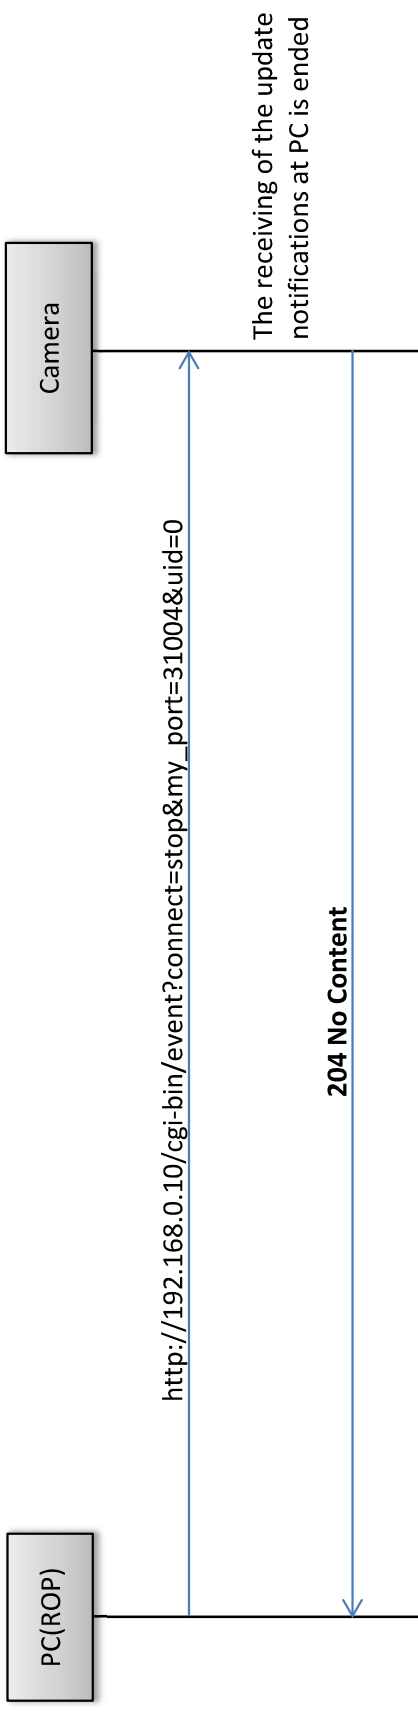 PC(ROP)
Camera
http://192.168.0.10/cgi-bin/event?connect=stop&my_port=31004&uid=0
The receiving of the update
notifications at PC is ended
204 No Content